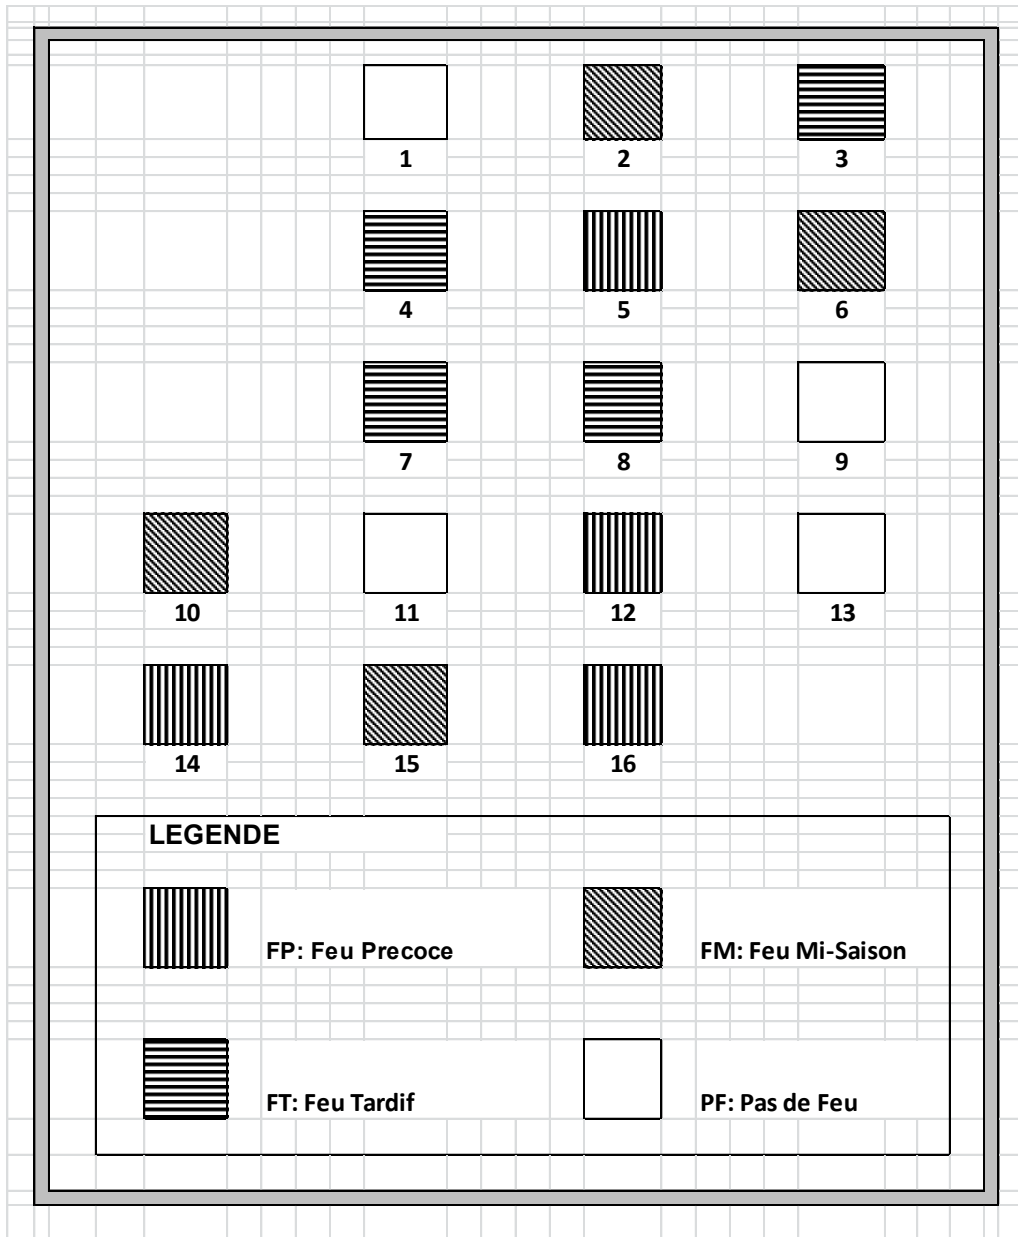 1 2 3
4 5 6
7 8 9
10 11 12 13
14 15 16
LEGENDE
FP: Feu Precoce FM: Feu Mi-Saison
FT: Feu Tardif PF: Pas de Feu